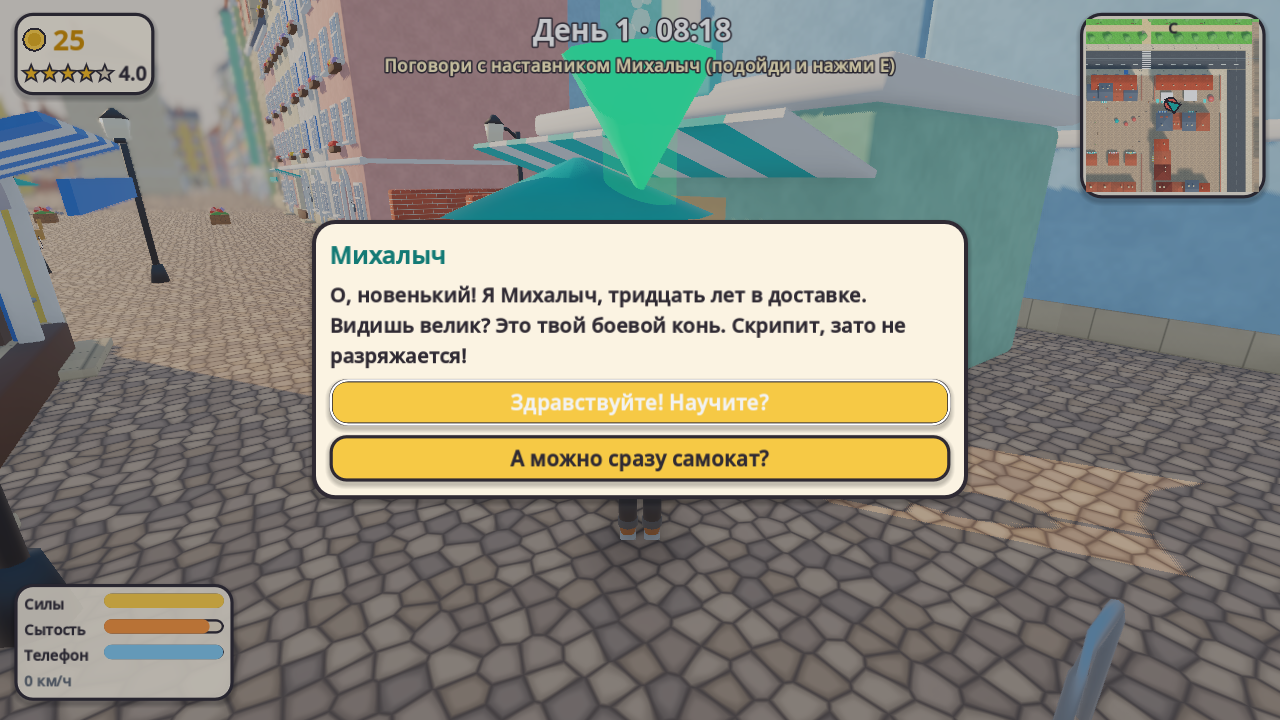 25
4.0
День 1 · 08:18
Поговори с наставником Михалыч (подойди и нажми E)
С
Михалыч
О, новенький! Я Михалыч, тридцать лет в доставке.
Видишь велик? Это твой боевой конь. Скрипит, зато не
разряжается!
Здравствуйте! Научите?
А можно сразу самокат?
Силы
Сытость
Телефон
0 км/ч